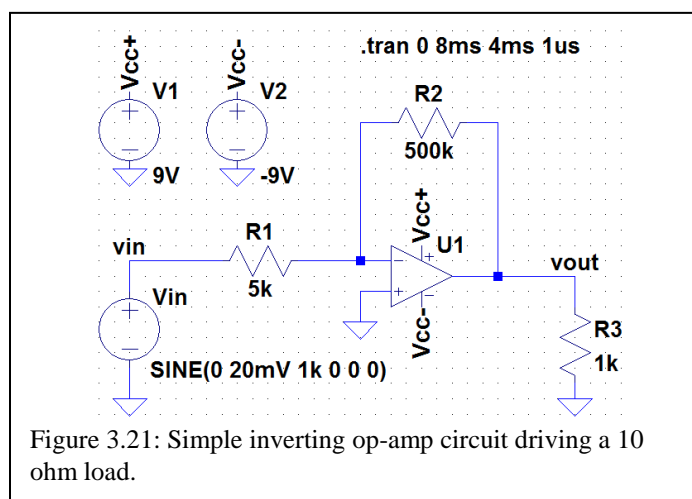 .tran 0 8ms 4ms 1us
Vcc+
V1
9V
Vcc-
V2
-9V
R2
500k
vin
R1
5k
Vcc+
U1
Vcc-
vout
Vin
SINE(0 20mV 1k 0 0 0)
R3
1k
Figure 3.21: Simple inverting op-amp circuit driving a 10
ohm load.